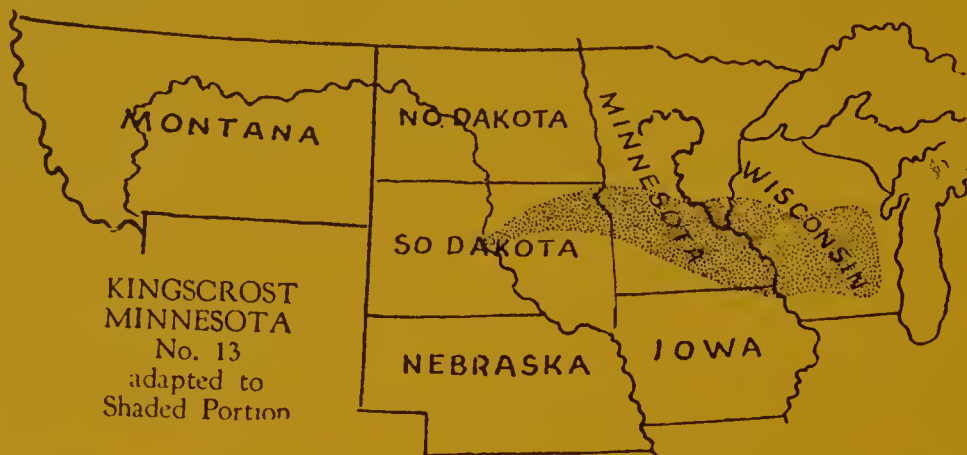 MONTANA
NO. DAKOTA
MINNESOTA
WISCONSIN
SO DAKOTA
KINGSCROST
MINNESOTA
No. 13
adapted to
Shaded Portion
NEBRASKA
IOWA